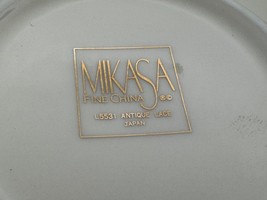 MIKASA
FINE CHINA
L5531 ANTIQUE LACE
JAPAN